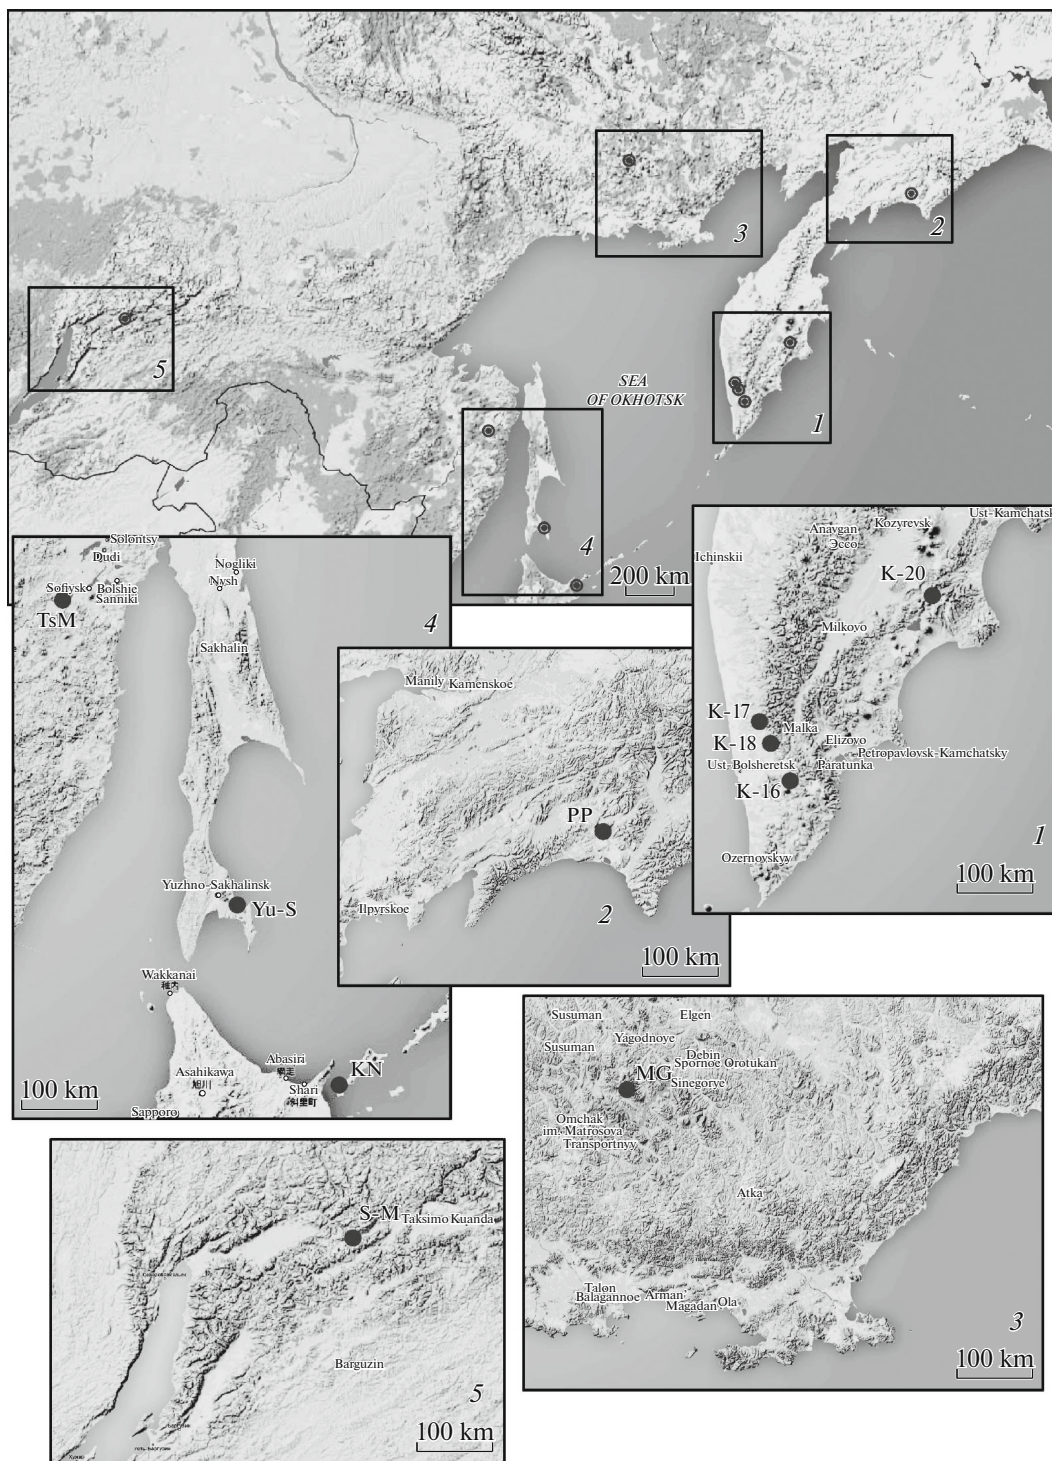 3
2
5
SEA
OF OKHOTSK
1
4
200 km
Solontsy
Dudi
Nogliki
Nysh
Sofiysk
Bolshie
Sanniki
TsM
4
Sakhalin
Yuzhno-Sakhalinsk
Yu-S
Wakkanai
稚内
Abasiri
網走
KN
Asahikawa
旭川
Shari
斜里町
100 km
Sapporo
Ust-Kamchatsk
Kozyrevsk
Anavgan
Эссо
Ichinskii
K-20
Milkovo
K-17
Malka
K-18
Elizovo
Petropavlovsk-Kamchatsky
Ust-Bolsheretsk
Paratunka
K-16
1
Ozernovskyy
100 km
Manily
Kamenskoe
PP
Ilpyrskoe
2
100 km
Susuman
Elgen
Yagodnoye
Susuman
Debin
Spornoe Orotukan
MG
Sinegorye
Omchak
im. Matrosova
Transportnyy
Atka
Talon
Balagannoe
Arman
Magadan
Ola
3
100 km
S-M
Taksimo
Kuanda
Barguzin
5
100 km